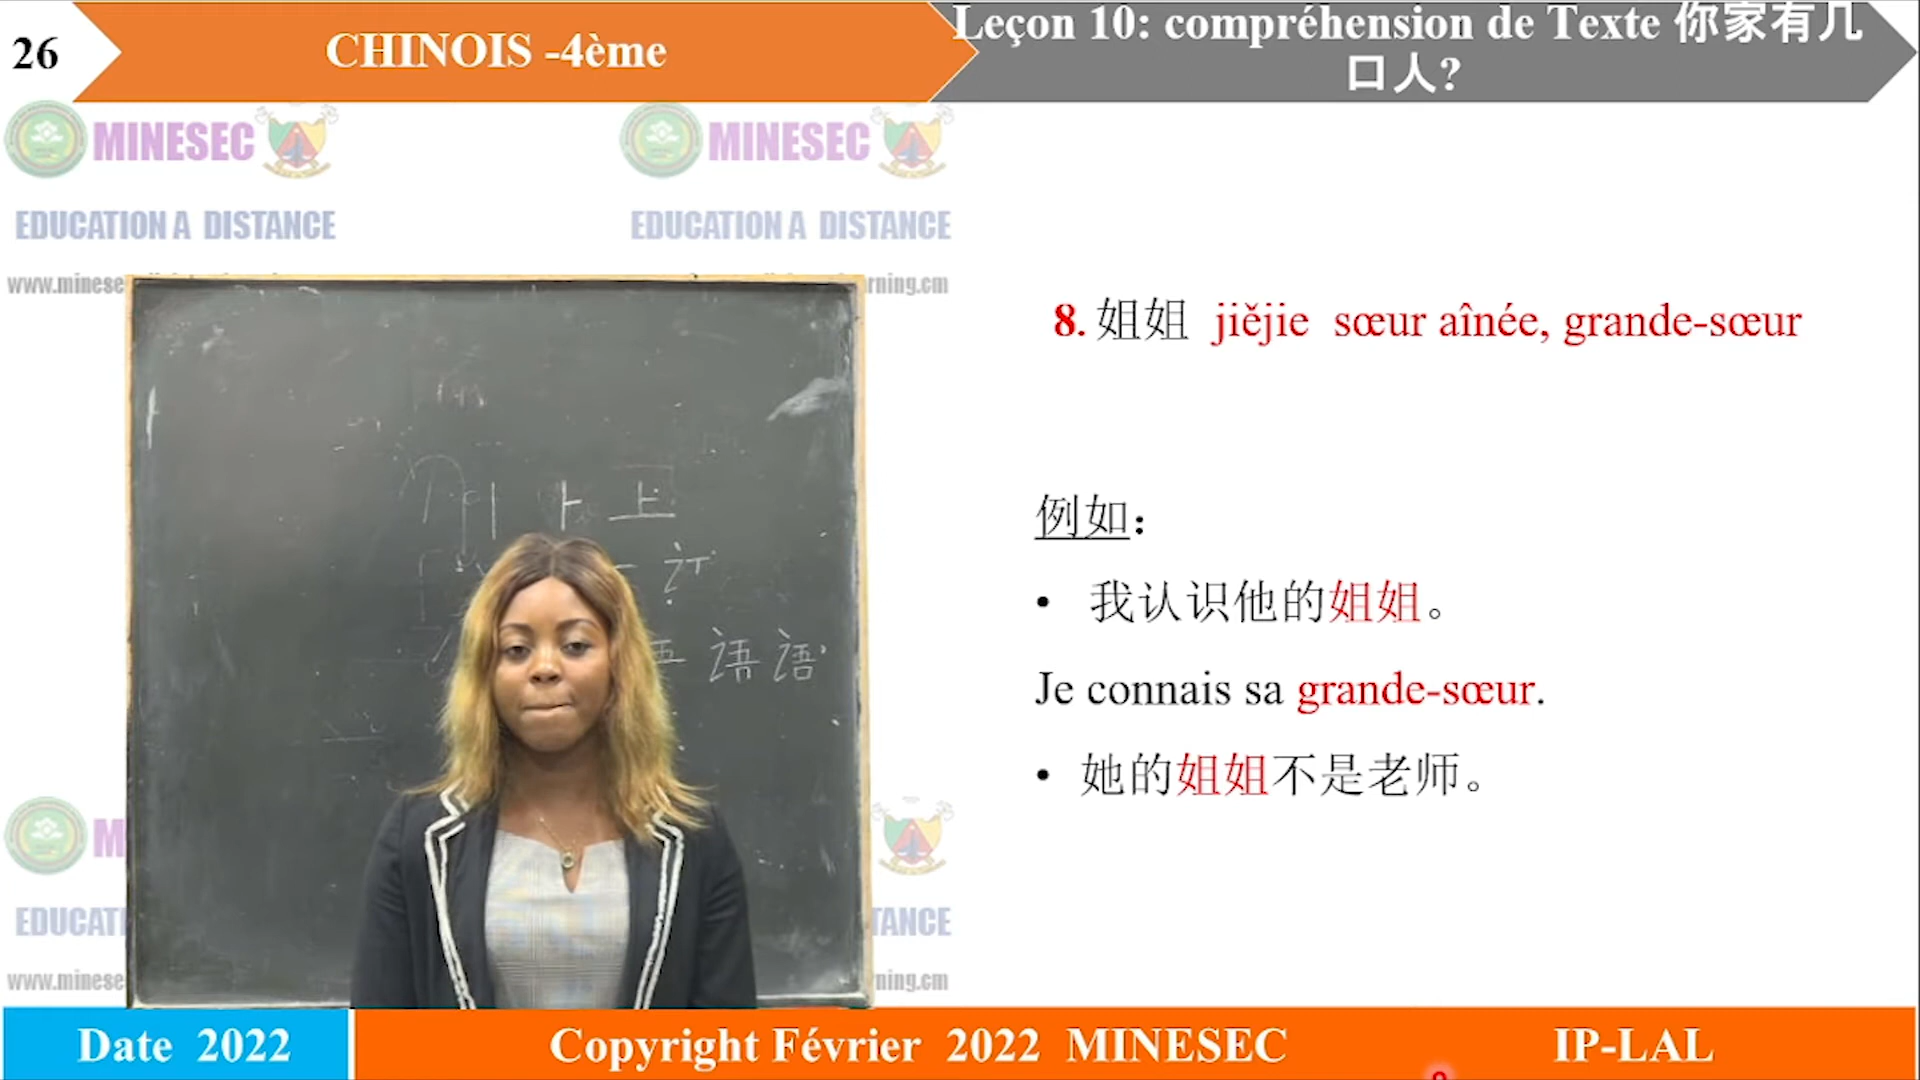 26
CHINOIS -4ème
Leçon 10: compréhension de Texte 你家有几
口人?
MINESEC
MINESEC
EDUCATION A DISTANCE
EDUCATION A DISTANCE
8. 姐姐 jiějie sœur aînée, grande-sœur
例如：
• 我认识他的姐姐。
Je connais sa grande-sœur.
• 她的姐姐不是老师。
语 语
Date 2022
Copyright Février 2022 MINESEC
IP-LAL